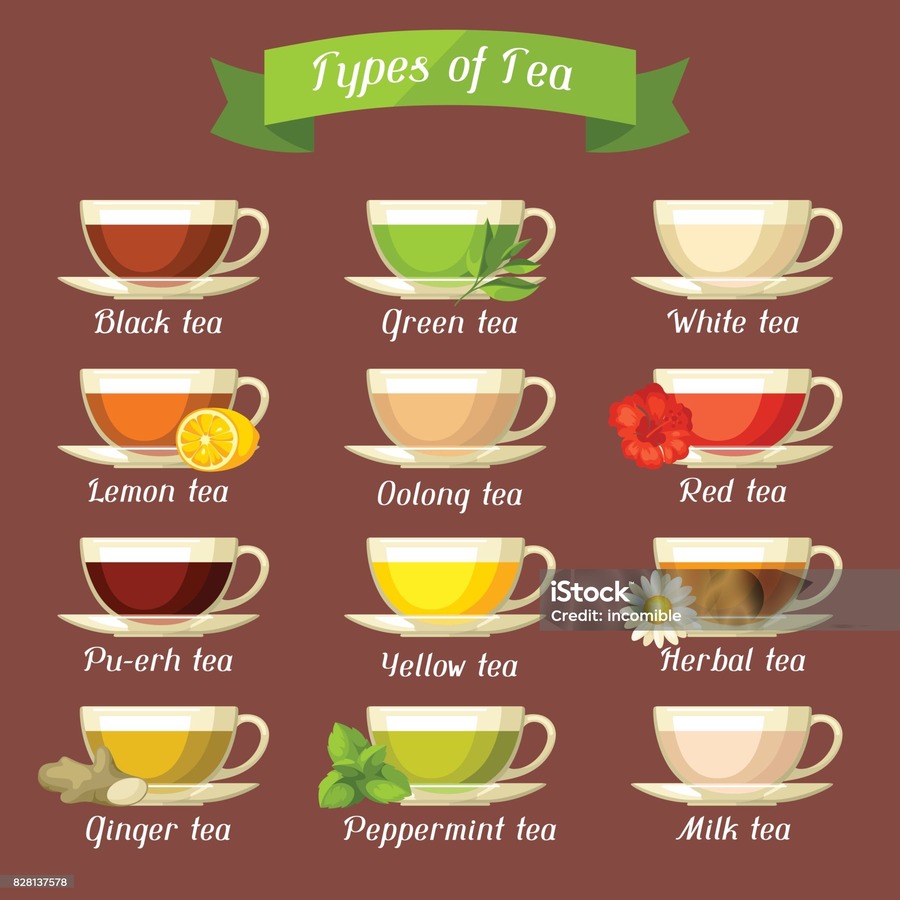 Types of Tea
Black tea
Green tea
White tea
Lemon tea
Oolong tea
Red tea
Pu-erh tea
Yellow tea
Herbal tea
iStock™
Credit: incomible
Ginger tea
Peppermint tea
Milk tea
828137578